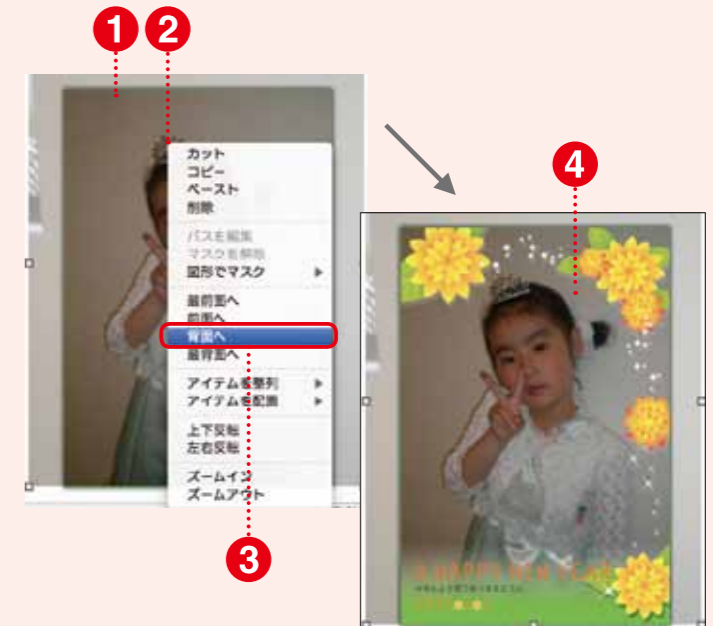 1 2
カット
コピー
ペースト
削除
パスを編集
マスクを解除
図形でマスク
最前面へ
前面へ
背面へ
最背面へ
アイテムを整列
アイテムを配置
上下反転
左右反転
ズームイン
ズームアウト
3
4
A HAPPY NEW YEAR